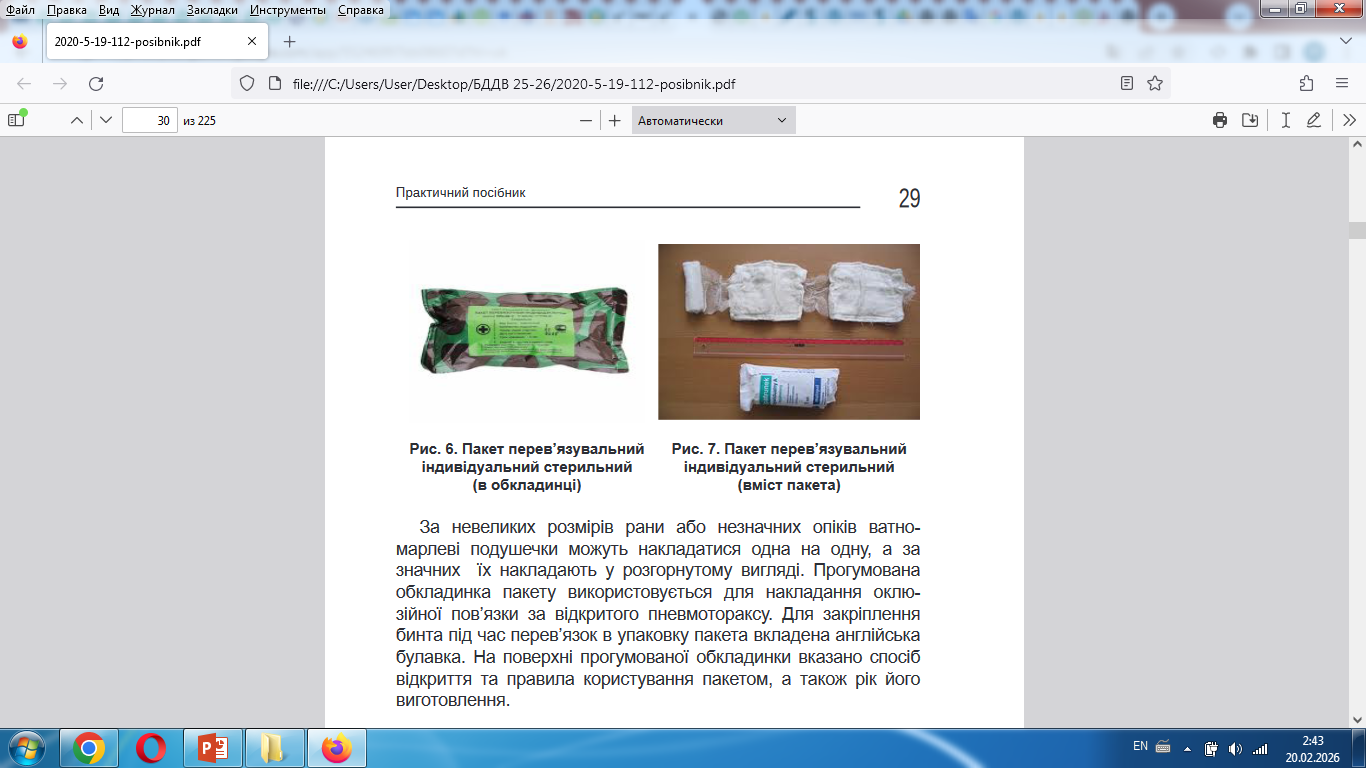 Файл Правка Вид Журнал Закладки Инструменты Справка
2020-5-19-112-posibnik.pdf
file:///C:/Users/User/Desktop/БДДВ 25-26/2020-5-19-112-posibnik.pdf
30 из 225
Автоматически
Практичний посібник
29
Рис. 6. Пакет перев’язувальний
індивідуальний стерильний
(в обкладинці)
Рис. 7. Пакет перев’язувальний
індивідуальний стерильний
(вміст пакета)
За невеликих розмірів рани або незначних опіків ватно-
марлеві подушечки можуть накладатися одна на одну, а за
значних їх накладають у розгорнутому вигляді. Прогумована
обкладинка пакету використовується для накладання оклю-
зійної пов’язки за відкритого пневмотораксу. Для закріплення
бинта під час перев’язок в упаковку пакета вкладена англійська
булавка. На поверхні прогумованої обкладинки вказано спосіб
відкриття та правила користування пакетом, а також рік його
виготовлення.
EN
2:43
20.02.2026